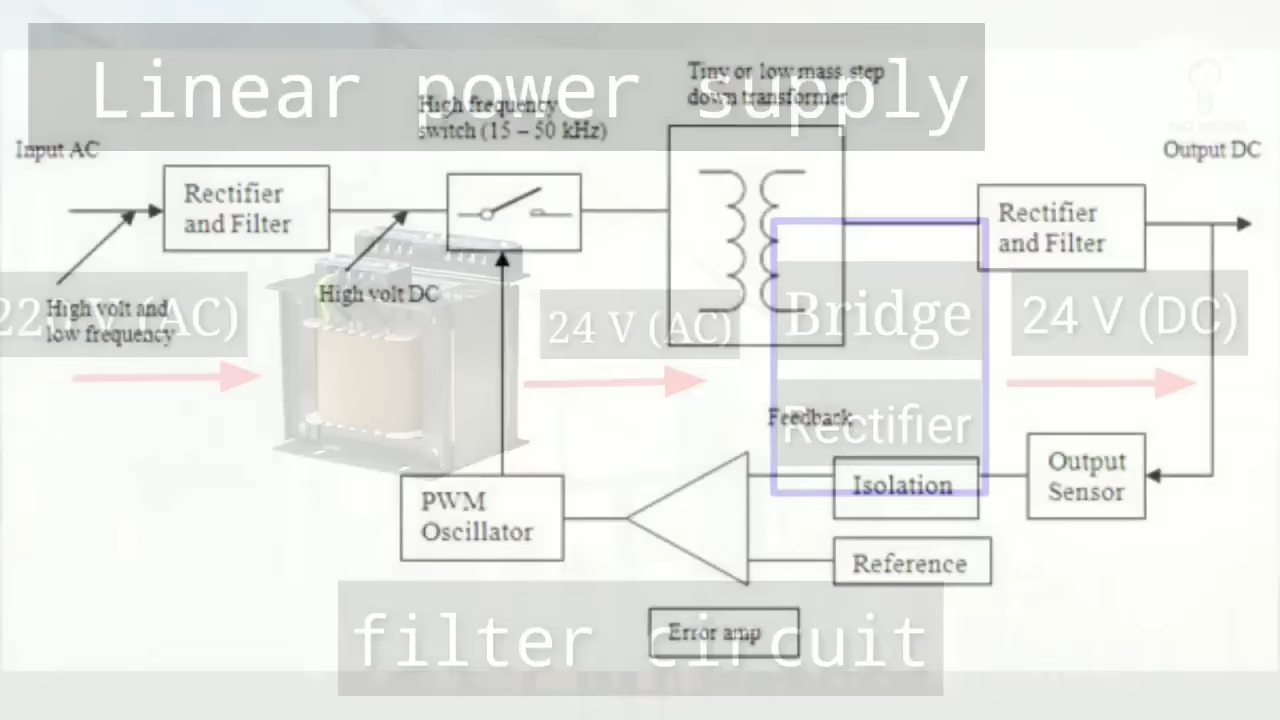 Linear power supply
Tiny or low mass step
down transformer
High frequency
switch (15 – 50 kHz)
Input AC
Output DC
Rectifier
and Filter
Rectifier
and Filter
High volt DC
High volt and
low frequency
V (AC)
24 V (AC)
Bridge
Rectifier
24 V (DC)
Feedback
Output
Sensor
Isolation
PWM
Oscillator
Reference
Error amp
filter circuit